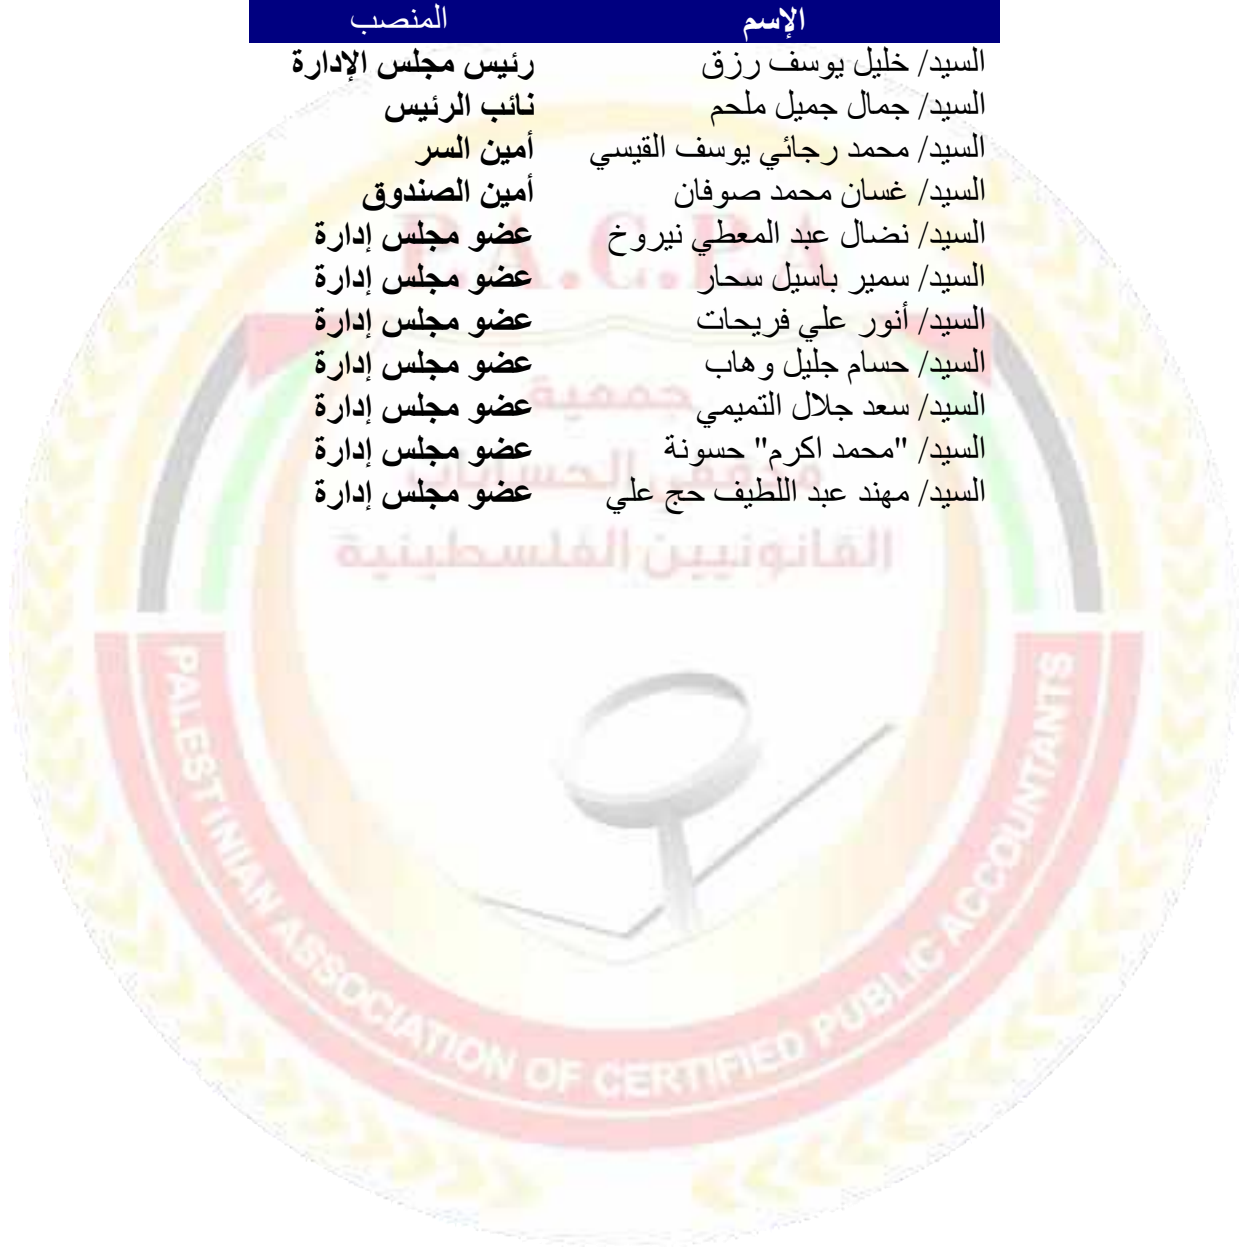 الإسم المنصب
السيد/ خليل يوسف رزق رئيس مجلس الإدارة
السيد/ جمال جميل ملحم نائب الرئيس
السيد/ محمد رجائي يوسف القيسي أمين السر
السيد/ غسان محمد صوفان أمين الصندوق
السيد/ نضال عبد المعطي نيروخ عضو مجلس إدارة
السيد/ سمير باسيل سحار عضو مجلس إدارة
السيد/ أنور علي فريحات عضو مجلس إدارة
السيد/ حسام جليل وهاب عضو مجلس إدارة
السيد/ سعد جلال التميمي عضو مجلس إدارة
السيد/ "محمد اكرم" حسونة عضو مجلس إدارة
السيد/ مهند عبد اللطيف حج علي عضو مجلس إدارة
P.A.C.P.A
جمعية
مدققي الحسابات
القانونيين الفلسطينية
PALESTINIAN ASSOCIATION OF CERTIFIED PUBLIC ACCOUNTANTS